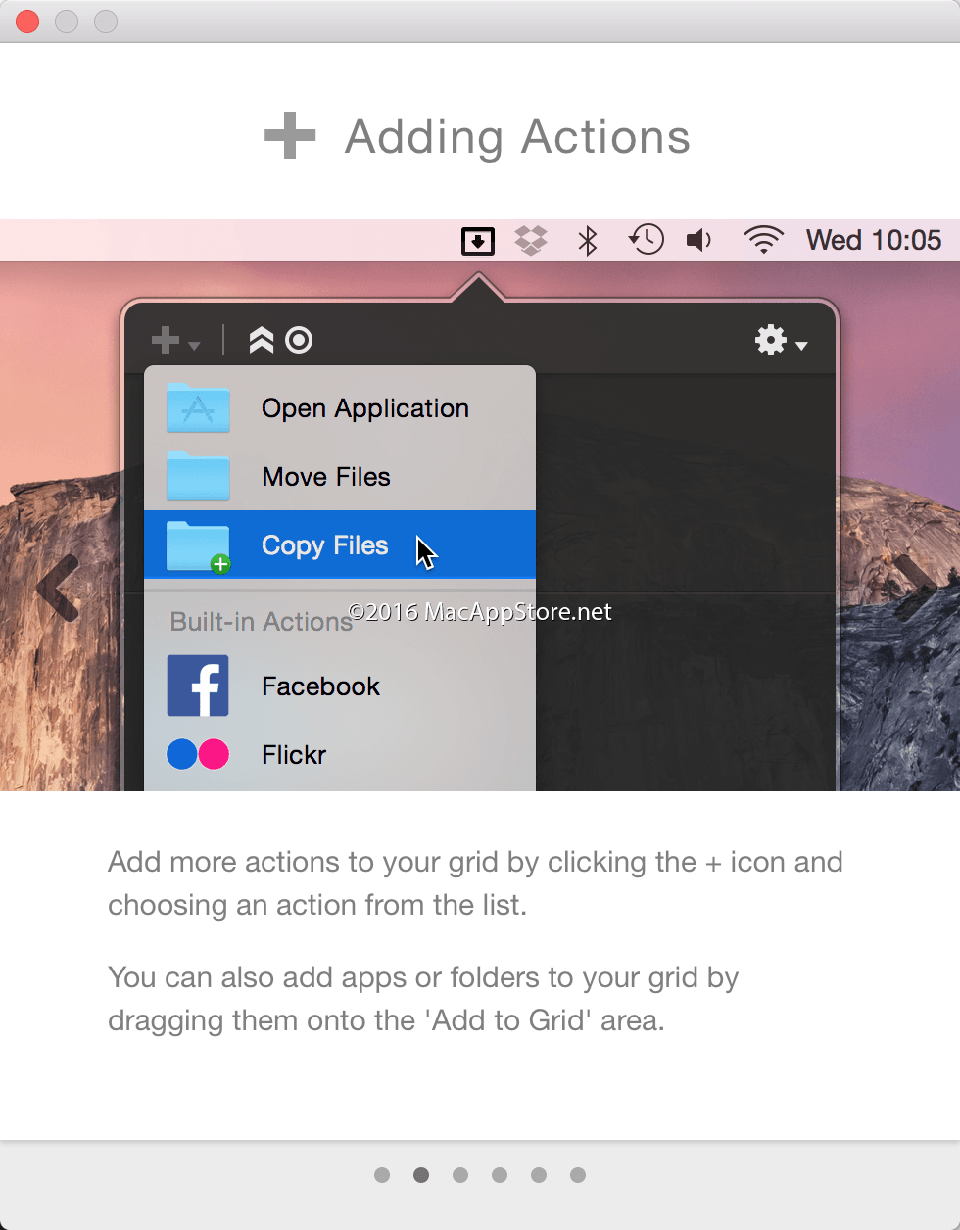 Adding Actions
Wed 10:05
Open Application
Move Files
Copy Files
Built-in Actions
©2016 MacAppStore.net
Facebook
Flickr
Add more actions to your grid by clicking the + icon and
choosing an action from the list.
You can also add apps or folders to your grid by
dragging them onto the 'Add to Grid' area.